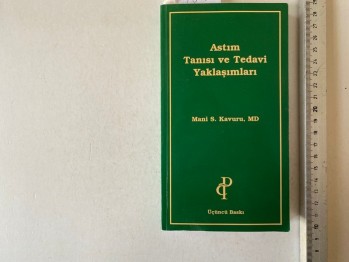 Astım
Tanısı ve Tedavi
Yaklaşımları
Mani S. Kavuru, MD
Üçüncü Baskı